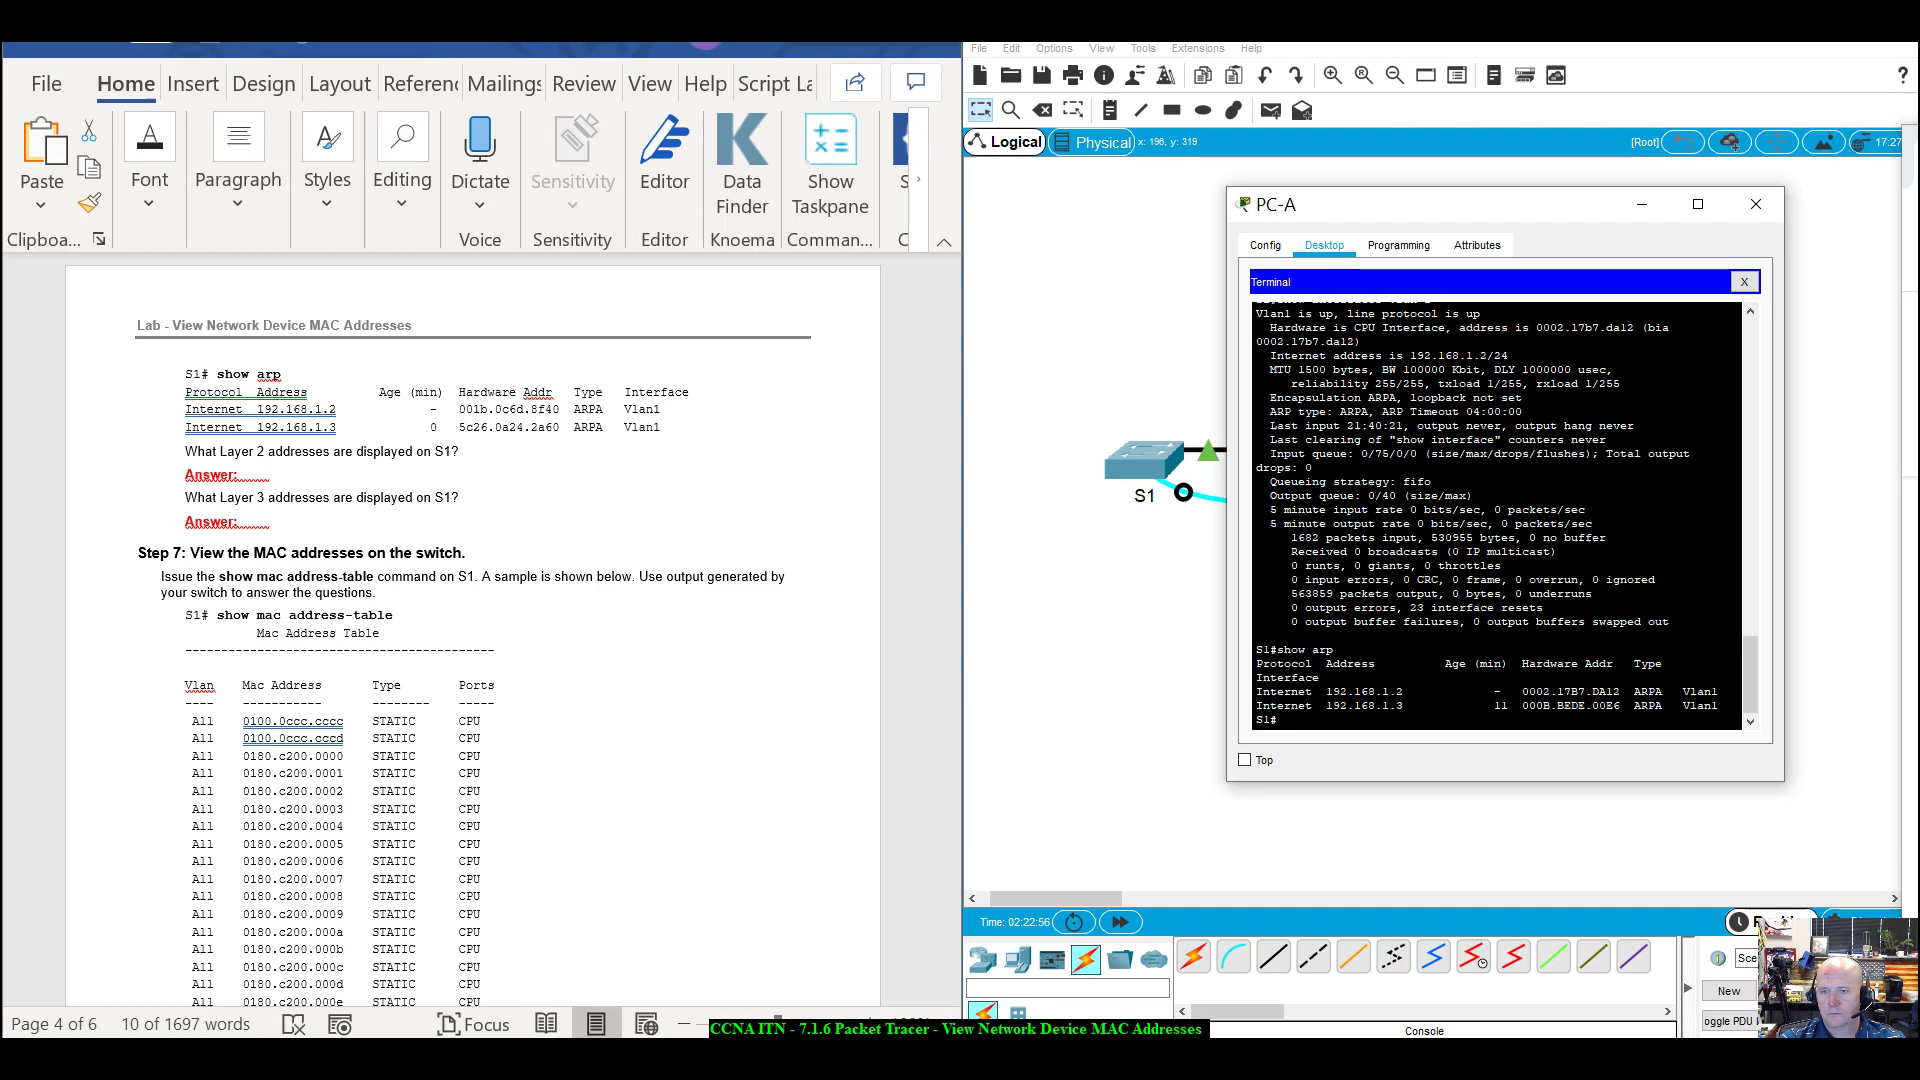 File Home Insert Design Layout Referenc Mailings Review View Help Script La
Paste Font Paragraph Styles Editing Dictate Sensitivity Editor Data Finder Show Taskpane S
Clipboa... Voice Sensitivity Editor Knoema Comman... C
Lab - View Network Device MAC Addresses
S1# show arp
Protocol Address Age (min) Hardware Addr Type Interface
Internet 192.168.1.2 - 001b.0c6d.8f40 ARPA Vlan1
Internet 192.168.1.3 0 5c26.0a24.2a60 ARPA Vlan1
What Layer 2 addresses are displayed on S1?
Answer:
What Layer 3 addresses are displayed on S1?
Answer:
Step 7: View the MAC addresses on the switch.
Issue the show mac address-table command on S1. A sample is shown below. Use output generated by
your switch to answer the questions.
S1# show mac address-table
Mac Address Table
-------------------------------------------
Vlan Mac Address Type Ports
---- ----------- -------- -----
All 0100.0ccc.cccc STATIC CPU
All 0100.0ccc.cccd STATIC CPU
All 0180.c200.0000 STATIC CPU
All 0180.c200.0001 STATIC CPU
All 0180.c200.0002 STATIC CPU
All 0180.c200.0003 STATIC CPU
All 0180.c200.0004 STATIC CPU
All 0180.c200.0005 STATIC CPU
All 0180.c200.0006 STATIC CPU
All 0180.c200.0007 STATIC CPU
All 0180.c200.0008 STATIC CPU
All 0180.c200.0009 STATIC CPU
All 0180.c200.000a STATIC CPU
All 0180.c200.000b STATIC CPU
All 0180.c200.000c STATIC CPU
All 0180.c200.000d STATIC CPU
All 0180.c200.000e STATIC CPU
Page 4 of 6 10 of 1697 words Focus
CCNA ITN - 7.1.6 Packet Tracer - View Network Device MAC Addresses
File Edit Options View Tools Extensions Help
?
Logical Physical x: 196, y: 319 [Root] 17:27
S1
PC-A
Config Desktop Programming Attributes
Terminal X
Vlan1 is up, line protocol is up
Hardware is CPU Interface, address is 0002.17b7.da12 (bia
0002.17b7.da12)
Internet address is 192.168.1.2/24
MTU 1500 bytes, BW 100000 Kbit, DLY 1000000 usec,
reliability 255/255, txload 1/255, rxload 1/255
Encapsulation ARPA, loopback not set
ARP type: ARPA, ARP Timeout 04:00:00
Last input 21:40:21, output never, output hang never
Last clearing of "show interface" counters never
Input queue: 0/75/0/0 (size/max/drops/flushes); Total output
drops: 0
Queueing strategy: fifo
Output queue: 0/40 (size/max)
5 minute input rate 0 bits/sec, 0 packets/sec
5 minute output rate 0 bits/sec, 0 packets/sec
1682 packets input, 530955 bytes, 0 no buffer
Received 0 broadcasts (0 IP multicast)
0 runts, 0 giants, 0 throttles
0 input errors, 0 CRC, 0 frame, 0 overrun, 0 ignored
563859 packets output, 0 bytes, 0 underruns
0 output errors, 23 interface resets
0 output buffer failures, 0 output buffers swapped out
S1#show arp
Protocol Address Age (min) Hardware Addr Type
Interface
Internet 192.168.1.2 - 0002.17B7.DA12 ARPA Vlan1
Internet 192.168.1.3 11 000B.BEDE.00E6 ARPA Vlan1
S1#
Top
Time: 02:22:56
Sce
New
oggle PDU
Console